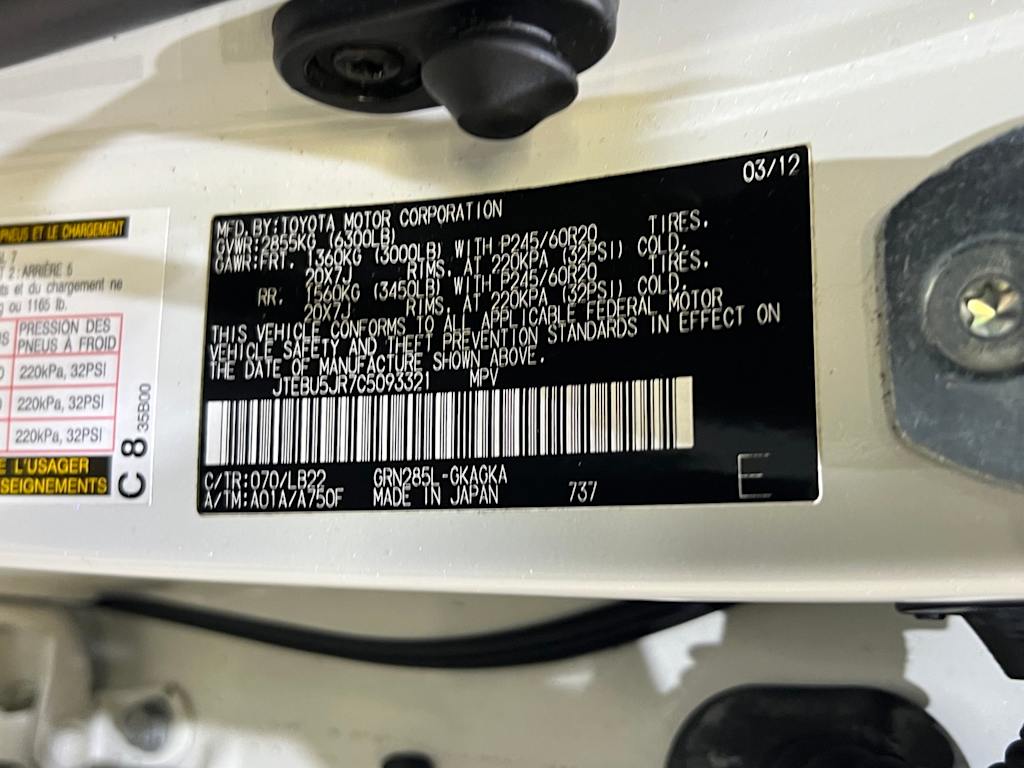 03/12
MFD. BY: TOYOTA MOTOR CORPORATION
GVWR: 2855KG (6300LB)
GAWR: FRT. 1360KG (3000LB) WITH P245/60R20 TIRES.
20X7J RIMS. AT 220KPA (32PSI) COLD.
RR. 1560KG (3450LB) WITH P245/60R20 TIRES.
20X7J RIMS. AT 220KPA (32PSI) COLD.
THIS VEHICLE CONFORMS TO ALL APPLICABLE FEDERAL MOTOR
VEHICLE SAFETY AND THEFT PREVENTION STANDARDS IN EFFECT ON
THE DATE OF MANUFACTURE SHOWN ABOVE.
JTEBU5JR7C5093321 MPV
C/TR: 070/LB22 GRN285L-GKAGKA
A/TM: A01A/A750F MADE IN JAPAN 737
E
PNEUS ET LE CHARGEMENT
7
2 : ARRIÈRE 5
et du chargement ne
ou 1165 lb.
PRESSION DES
PNEUS À FROID
220kPa, 32PSI
220kPa, 32PSI
220kPa, 32PSI
L'USAGER
SEIGNEMENTS
C 8 35B00